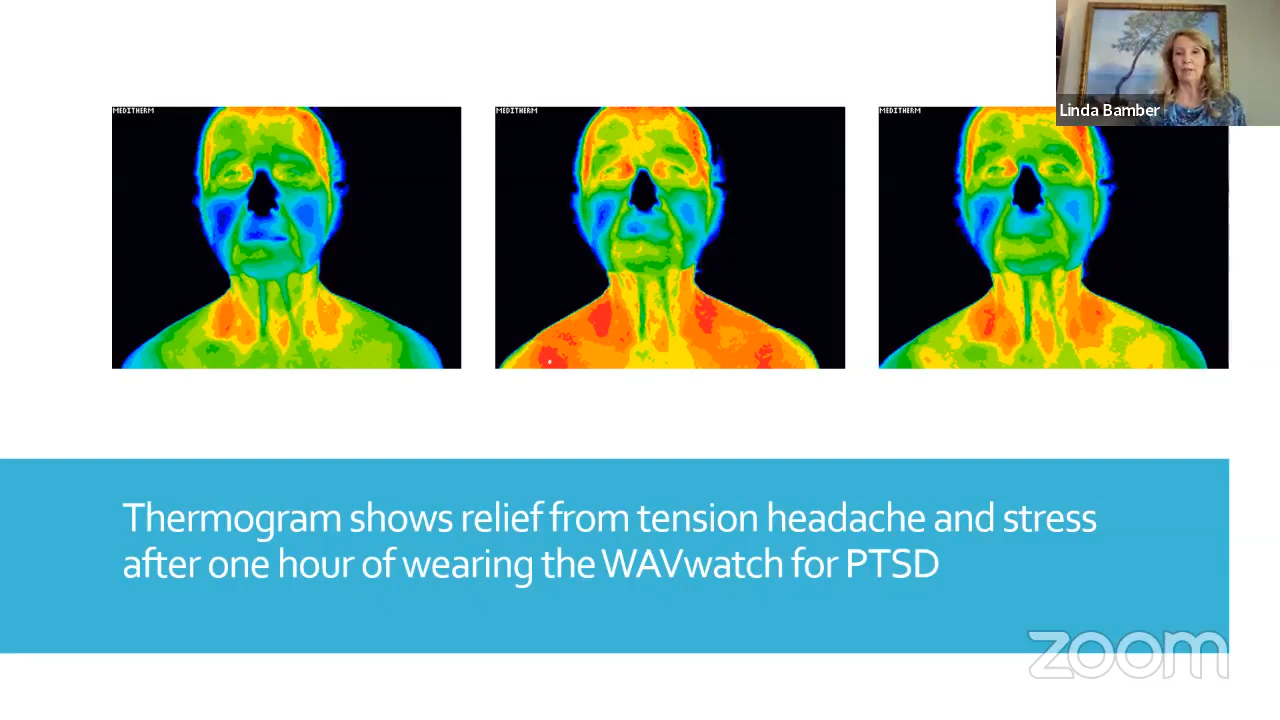 MEDITHERM
MEDITHERM
MEDITHERM
Linda Bamber
Thermogram shows relief from tension headache and stress
after one hour of wearing the WAVwatch for PTSD
zoom